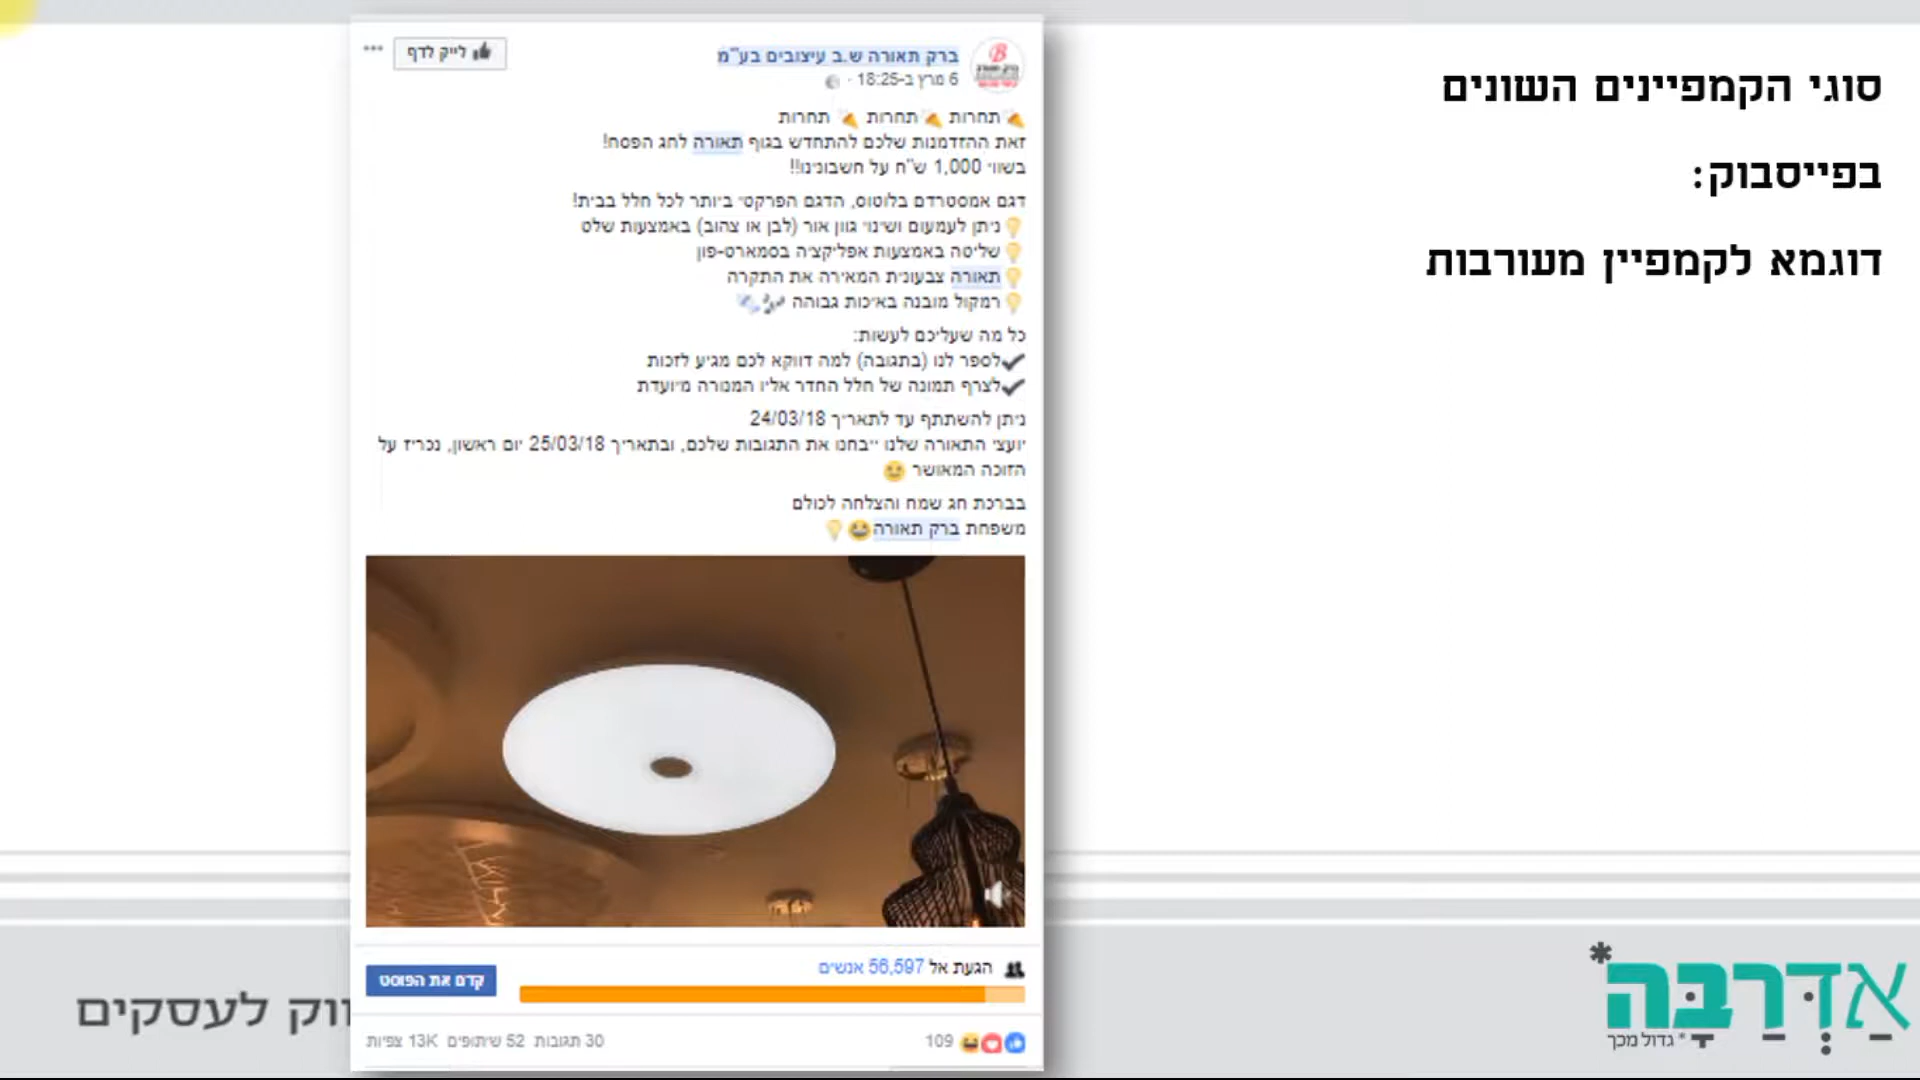 סוגי הקמפיינים השונים
בפייסבוק:
דוגמא לקמפיין מעורבות
ברק תאורה ש.ב עיצובים בע"מ
6 מרץ ב-18:25 ·
לייק לדף
תחרות תחרות תחרות
זאת ההזדמנות שלכם להתחדש בגוף תאורה לחג הפסח!
בשווי 1,000 ש"ח על חשבונינו!!
דגם אמסטרדם בלוטוס, הדגם הפרקטי ביותר לכל חלל בבית!
ניתן לעמעום ושינוי גוון אור (לבן או צהוב) באמצעות שלט
שליטה באמצעות אפליקציה בסמארט-פון
תאורה צבעונית המאירה את התקרה
רמקול מובנה באיכות גבוהה
כל מה שעליכם לעשות:
לספר לנו (בתגובה) למה דווקא לכם מגיע לזכות
לצרף תמונה של חלל החדר אליו המנורה מיועדת
ניתן להשתתף עד לתאריך 24/03/18
יועצי התאורה שלנו ייבחנו את התגובות שלכם, ובתאריך 25/03/18 יום ראשון, נכריז על
הזוכה המאושר
בברכת חג שמח והצלחה לכולם
משפחת ברק תאורה
הגעת אל 56,597 אנשים
קדם את הפוסט
109
30 תגובות 52 שיתופים 13K צפיות
ווק לעסקים
אַדְּרַבָּה*
* גדול מכך